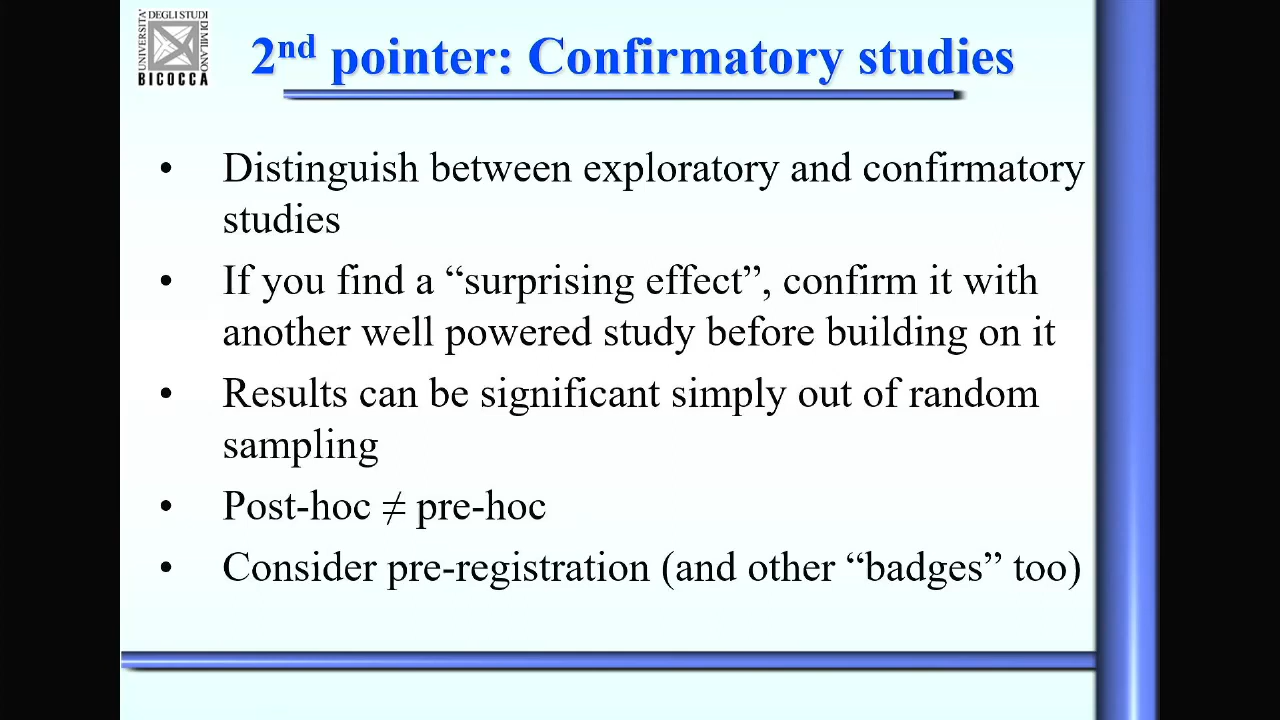 UNIVERSITA'
DEGLI STUDI
DI MILANO
BICOCCA
2nd pointer: Confirmatory studies
• Distinguish between exploratory and confirmatory
studies
• If you find a “surprising effect”, confirm it with
another well powered study before building on it
• Results can be significant simply out of random
sampling
• Post-hoc ≠ pre-hoc
• Consider pre-registration (and other “badges” too)